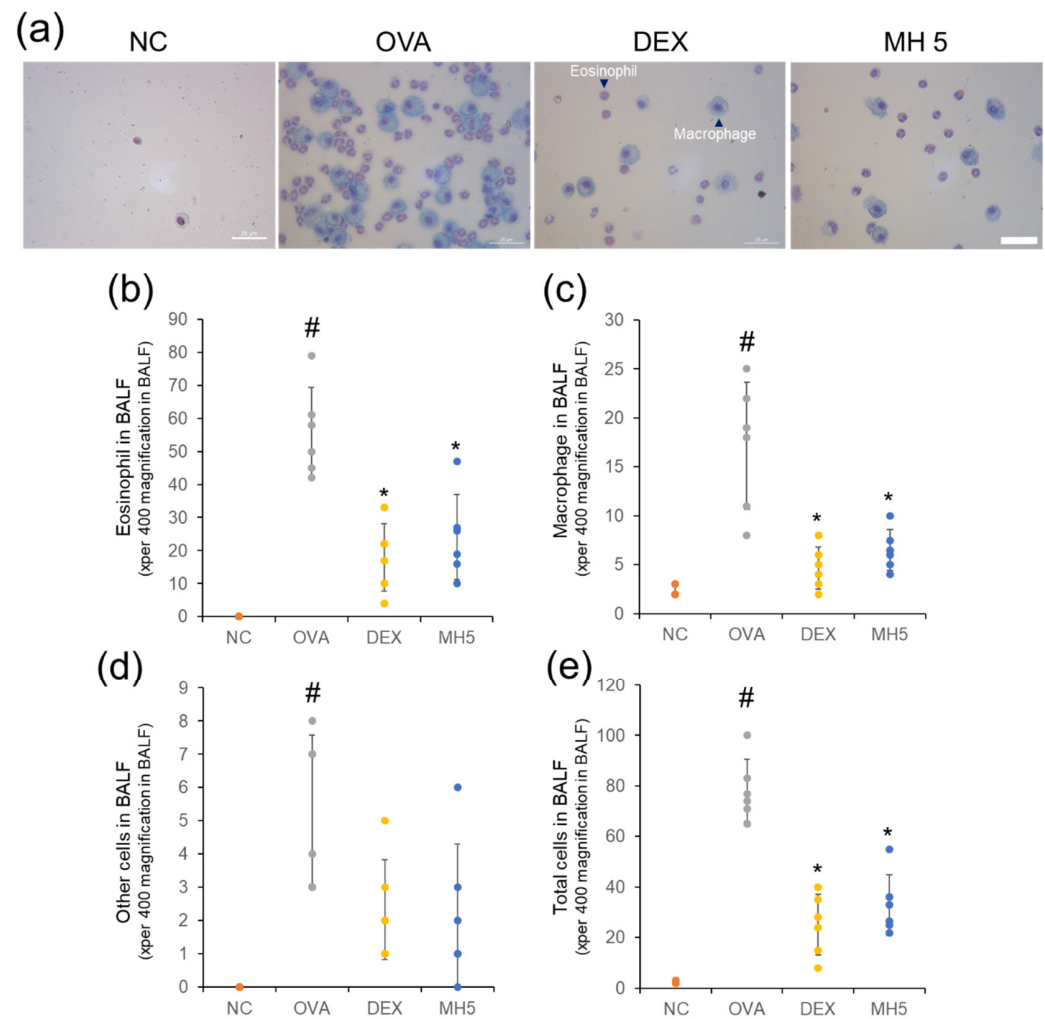 (a)
NC OVA DEX MH 5
Eosinophil
Macrophage
25 μm
(b)
Eosinophil in BALF
(xper 400 magnification in BALF)
#
*
*
90
80
70
60
50
40
30
20
10
0
NC OVA DEX MH5
(c)
Macrophage in BALF
(xper 400 magnification in BALF)
#
*
*
30
25
20
15
10
5
0
NC OVA DEX MH5
(d)
Other cells in BALF
(xper 400 magnification in BALF)
#
9
8
7
6
5
4
3
2
1
0
NC OVA DEX MH5
(e)
Total cells in BALF
(xper 400 magnification in BALF)
#
*
*
120
100
80
60
40
20
0
NC OVA DEX MH5